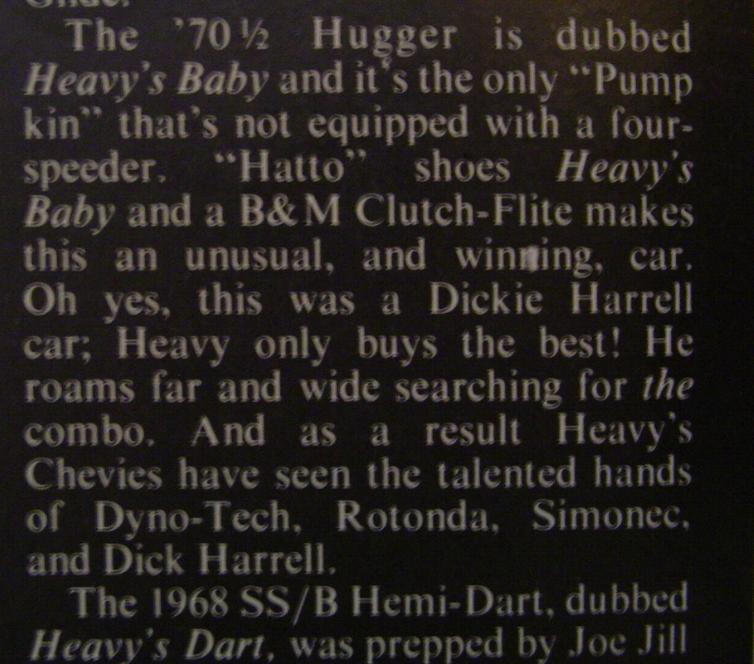 The ’70 ½ Hugger is dubbed
Heavy’s Baby and it’s the only “Pump
kin” that’s not equipped with a four-
speeder. “Hatto” shoes Heavy’s
Baby and a B&M Clutch-Flite makes
this an unusual, and winning, car.
Oh yes, this was a Dickie Harrell
car; Heavy only buys the best! He
roams far and wide searching for the
combo. And as a result Heavy’s
Chevies have seen the talented hands
of Dyno-Tech, Rotonda, Simonec,
and Dick Harrell.
The 1968 SS/B Hemi-Dart, dubbed
Heavy’s Dart, was prepped by Joe Jill